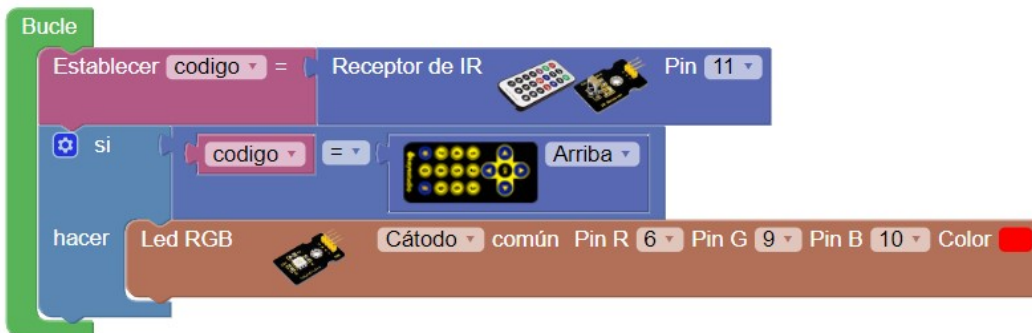 Bucle
Establecer codigo = Receptor de IR Pin 11
si codigo = Arriba
hacer Led RGB Cátodo común Pin R 6 Pin G 9 Pin B 10 Color